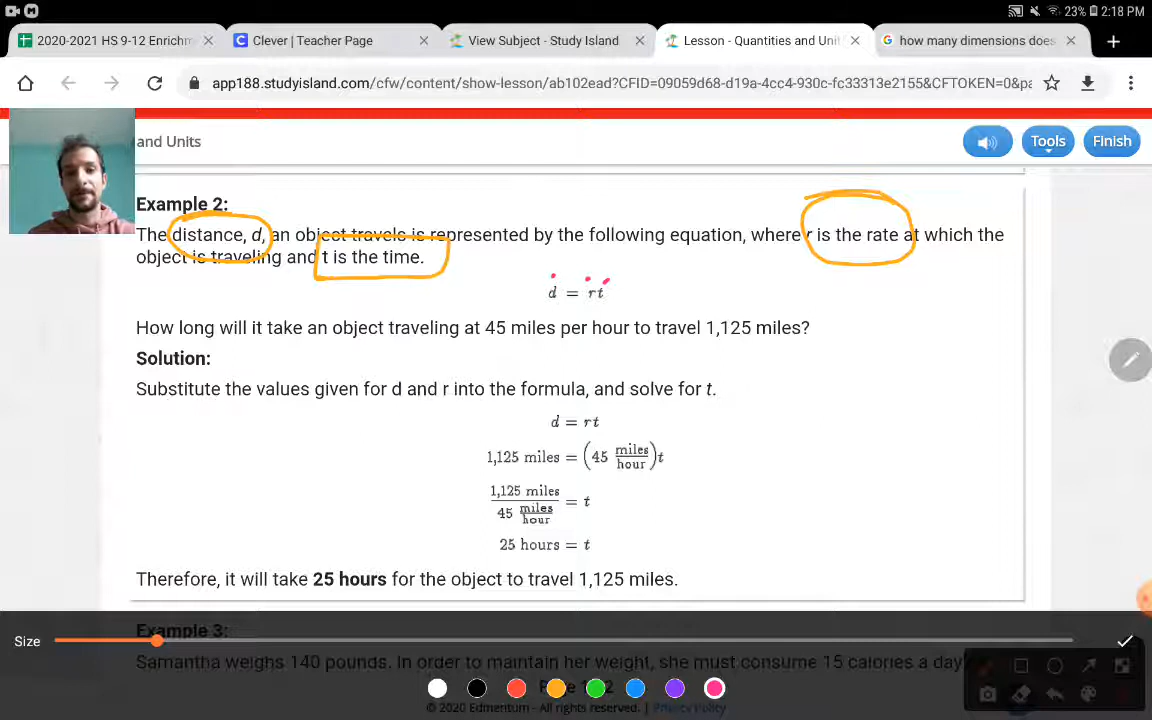 23% 2:18 PM
2020-2021 HS 9-12 Enrichm
Clever | Teacher Page
View Subject - Study Island
Lesson - Quantities and Unit
how many dimensions does
app188.studyisland.com/cfw/content/show-lesson/ab102ead?CFID=09059d68-d19a-4cc4-930c-fc33313e2155&CFTOKEN=0&pa
and Units
Tools
Finish
Example 2:
The distance, d, an object travels is represented by the following equation, where r is the rate at which the
object is traveling and t is the time.
d = rt
How long will it take an object traveling at 45 miles per hour to travel 1,125 miles?
Solution:
Substitute the values given for d and r into the formula, and solve for t.
d = rt
1,125 miles = (45 miles/hour)t
1,125 miles / 45 miles/hour = t
25 hours = t
Therefore, it will take 25 hours for the object to travel 1,125 miles.
Size
Example 3:
Samantha weighs 140 pounds. In order to maintain her weight, she must consume 15 calories a day
© 2020 Edmentum - All rights reserved. | Privacy Policy